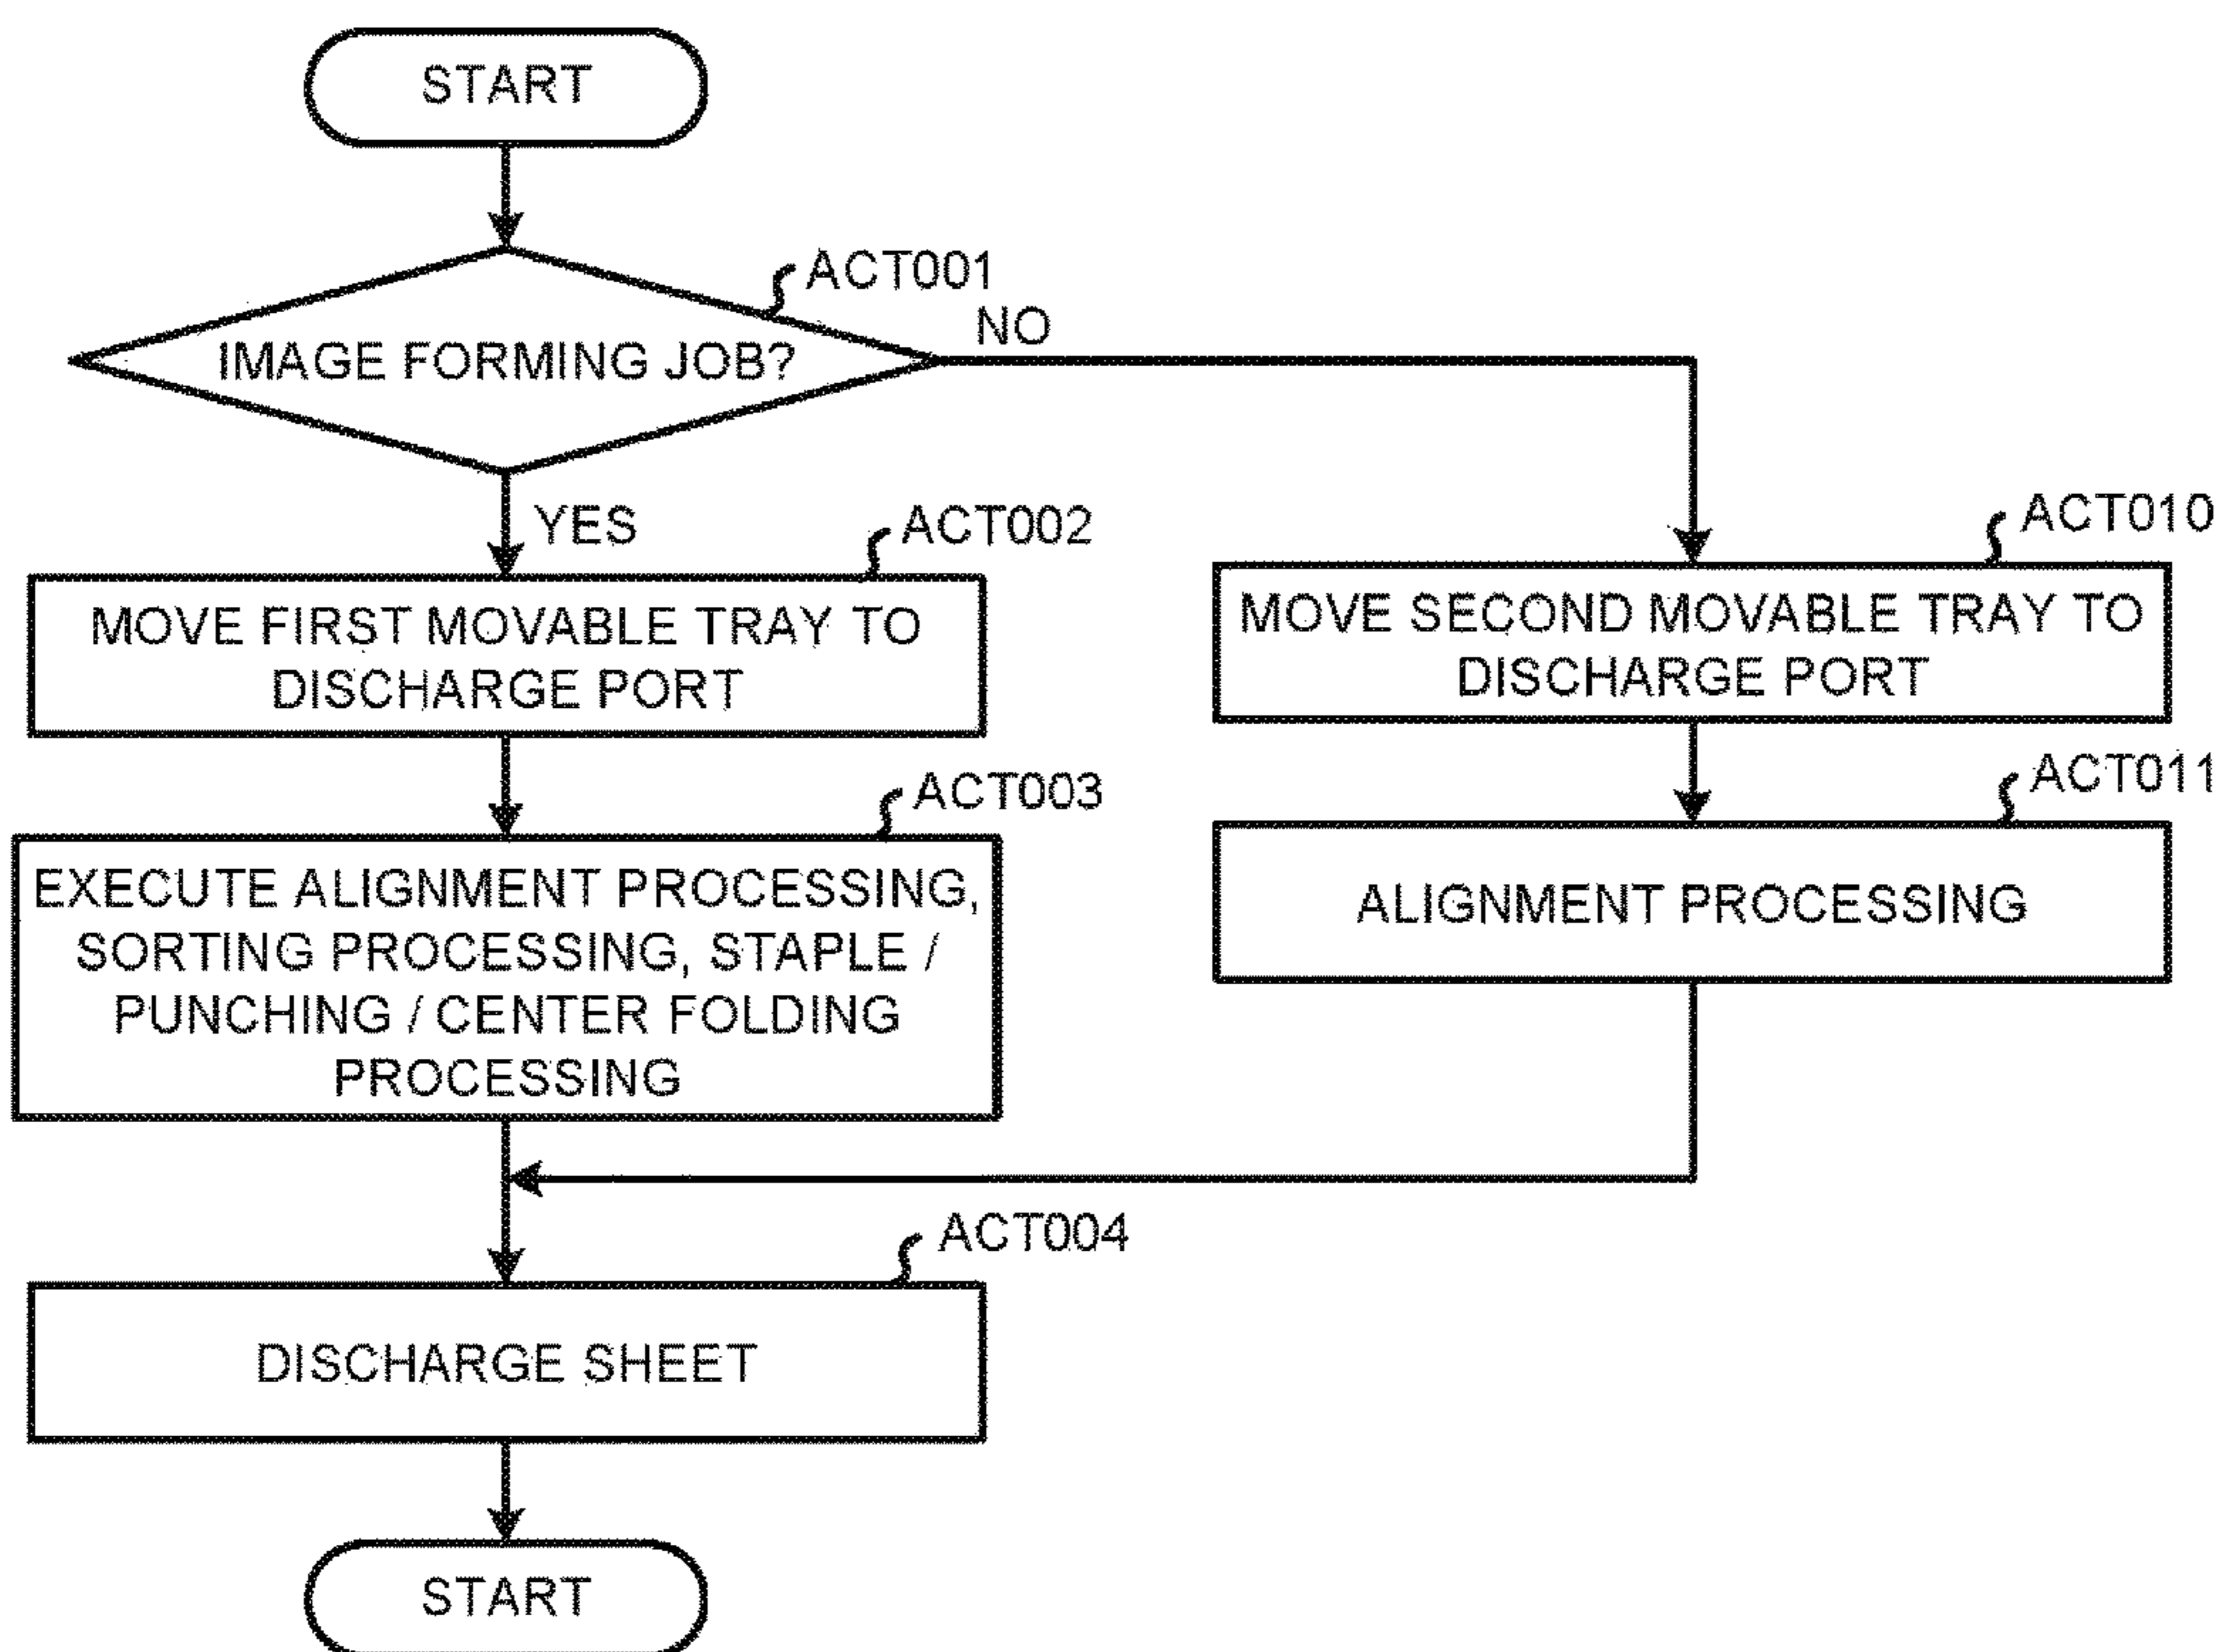 START
ACT001
IMAGE FORMING JOB?
NO
YES
ACT002
MOVE FIRST MOVABLE TRAY TO
DISCHARGE PORT
ACT010
MOVE SECOND MOVABLE TRAY TO
DISCHARGE PORT
ACT003
EXECUTE ALIGNMENT PROCESSING,
SORTING PROCESSING, STAPLE /
PUNCHING / CENTER FOLDING
PROCESSING
ACT011
ALIGNMENT PROCESSING
ACT004
DISCHARGE SHEET
START